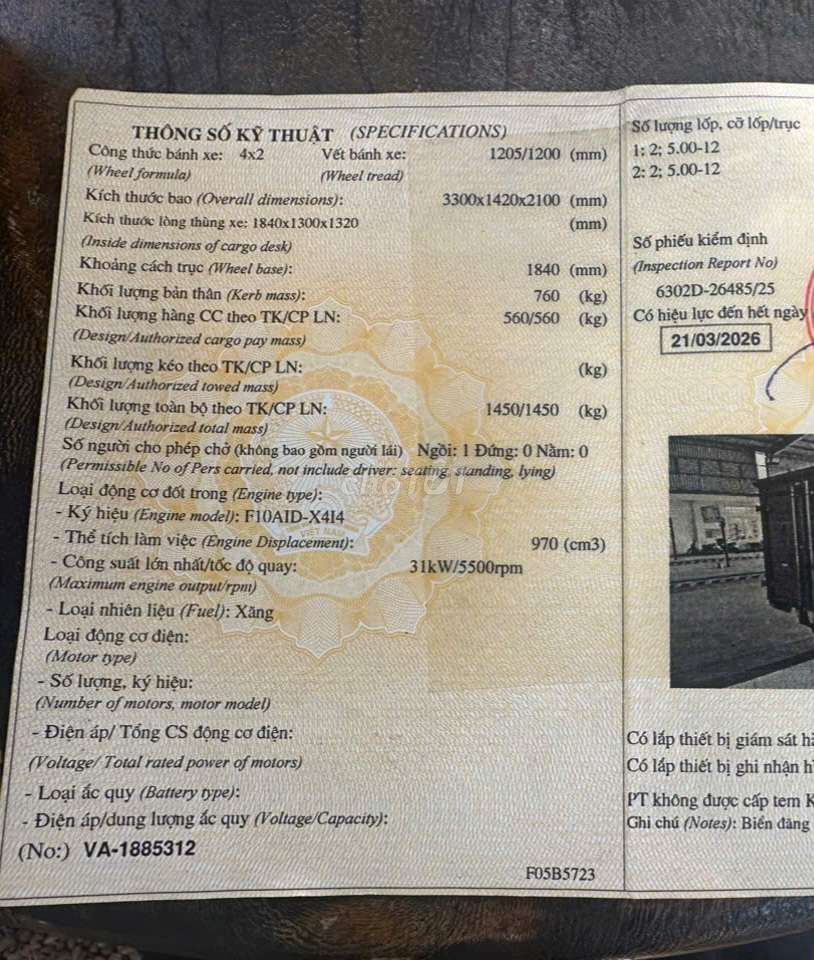 THÔNG SỐ KỸ THUẬT (SPECIFICATIONS)
Công thức bánh xe: 4x2 Vết bánh xe: 1205/1200 (mm)
(Wheel formula) (Wheel tread)
Kích thước bao (Overall dimensions): 3300x1420x2100 (mm)
Kích thước lòng thùng xe: 1840x1300x1320 (mm)
(Inside dimensions of cargo desk)
Khoảng cách trục (Wheel base): 1840 (mm)
Khối lượng bản thân (Kerb mass): 760 (kg)
Khối lượng hàng CC theo TK/CP LN: 560/560 (kg)
(Design/Authorized cargo pay mass)
Khối lượng kéo theo TK/CP LN: (kg)
(Design/Authorized towed mass)
Khối lượng toàn bộ theo TK/CP LN: 1450/1450 (kg)
(Design/Authorized total mass)
Số người cho phép chở (không bao gồm người lái) Ngồi: 1 Đứng: 0 Nằm: 0
(Permissible No of Pers carried, not include driver: seating, standing, lying)
Loại động cơ đốt trong (Engine type):
- Ký hiệu (Engine model): F10AID-X4I4
- Thể tích làm việc (Engine Displacement): 970 (cm3)
- Công suất lớn nhất/tốc độ quay: 31kW/5500rpm
(Maximum engine output/rpm)
- Loại nhiên liệu (Fuel): Xăng
Loại động cơ điện:
(Motor type)
- Số lượng, ký hiệu:
(Number of motors, motor model)
- Điện áp/ Tổng CS động cơ điện:
(Voltage/ Total rated power of motors)
- Loại ắc quy (Battery type):
- Điện áp/dung lượng ắc quy (Voltage/Capacity):
(No:) VA-1885312
F05B5723
Số lượng lốp, cỡ lốp/trục
1: 2; 5.00-12
2: 2; 5.00-12
Số phiếu kiểm định
(Inspection Report No)
6302D-26485/25
Có hiệu lực đến hết ngày
21/03/2026
Có lắp thiết bị giám sát
Có lắp thiết bị ghi nhận
PT không được cấp tem
Ghi chú (Notes): Biển đăng
VIỆT NAM